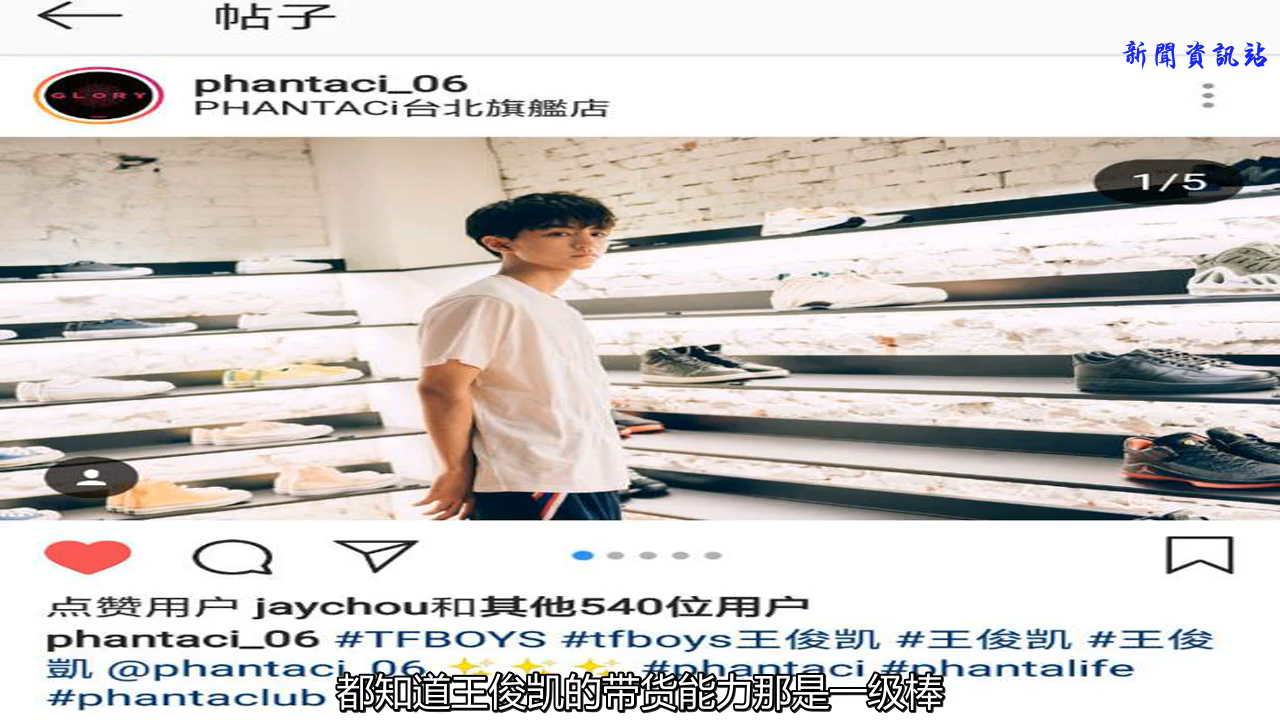 帖子
新聞資訊站
GLORY
phantaci_06
PHANTACi台北旗艦店
1/5
点赞用户 jaychou和其他540位用户
phantaci_06 #TFBOYS #tfboys王俊凯 #王俊凯 #王俊
凱 @phantaci_06 ✨ ✨ ✨ #phantaci #phantalife
#phantaclub
都知道王俊凯的带货能力那是一级棒